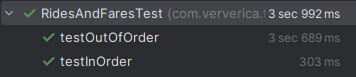 RidesAndFaresTest (com.ververica.f 3 sec 992 ms
testOutOfOrder 3 sec 689 ms
testInOrder 303 ms